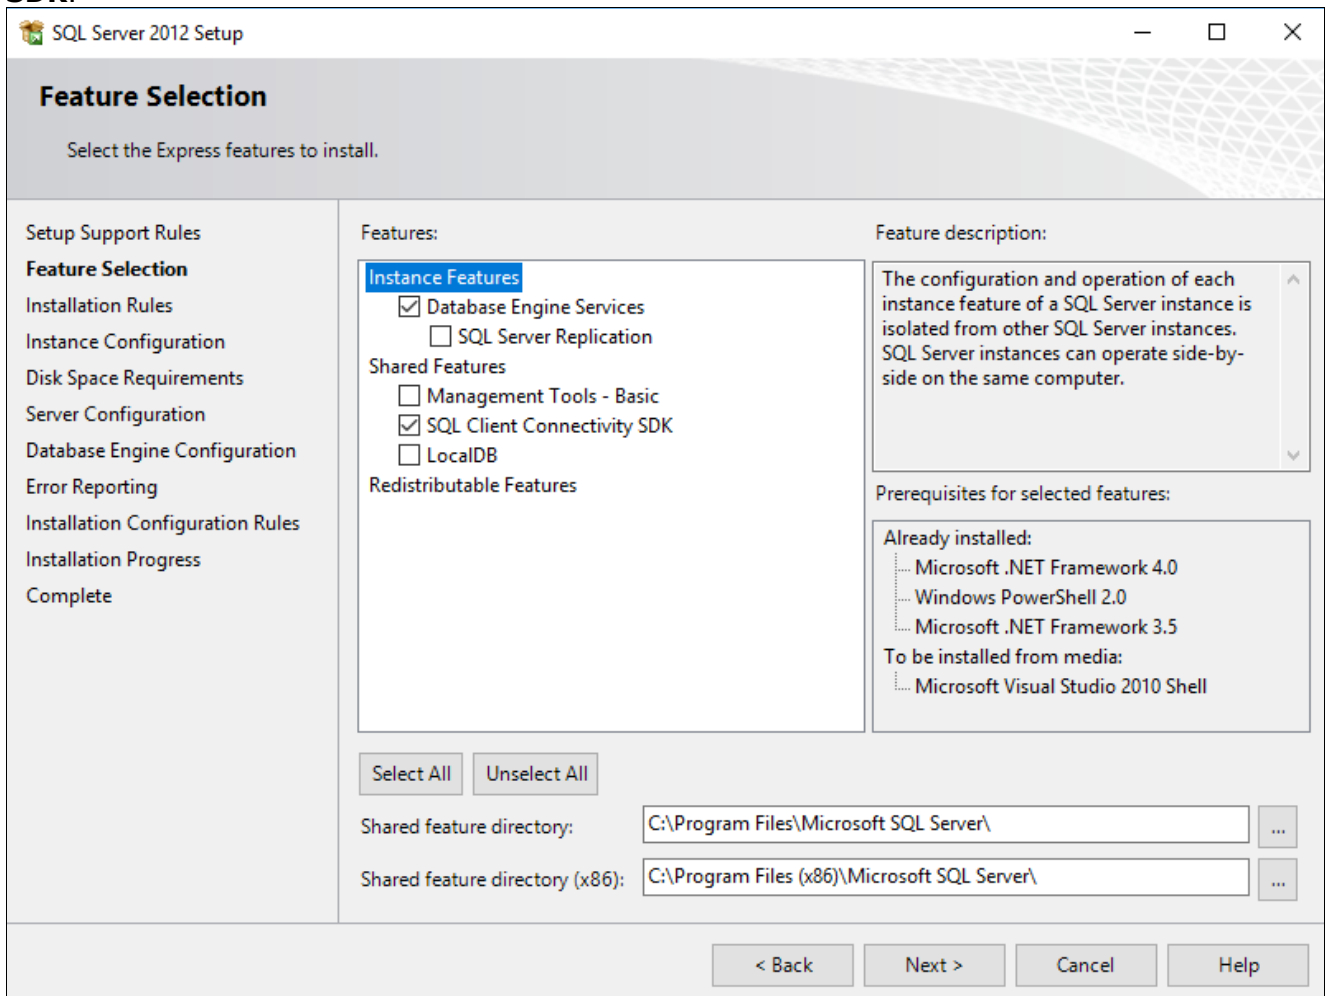 SDK.
SQL Server 2012 Setup
Feature Selection
Select the Express features to install.
Setup Support Rules
Feature Selection
Installation Rules
Instance Configuration
Disk Space Requirements
Server Configuration
Database Engine Configuration
Error Reporting
Installation Configuration Rules
Installation Progress
Complete
Features:
Instance Features
Database Engine Services
SQL Server Replication
Shared Features
Management Tools - Basic
SQL Client Connectivity SDK
LocalDB
Redistributable Features
Feature description:
The configuration and operation of each
instance feature of a SQL Server instance is
isolated from other SQL Server instances.
SQL Server instances can operate side-by-
side on the same computer.
Prerequisites for selected features:
Already installed:
Microsoft .NET Framework 4.0
Windows PowerShell 2.0
Microsoft .NET Framework 3.5
To be installed from media:
Microsoft Visual Studio 2010 Shell
Select All
Unselect All
Shared feature directory:
C:\Program Files\Microsoft SQL Server\
...
Shared feature directory (x86):
C:\Program Files (x86)\Microsoft SQL Server\
...
< Back
Next >
Cancel
Help